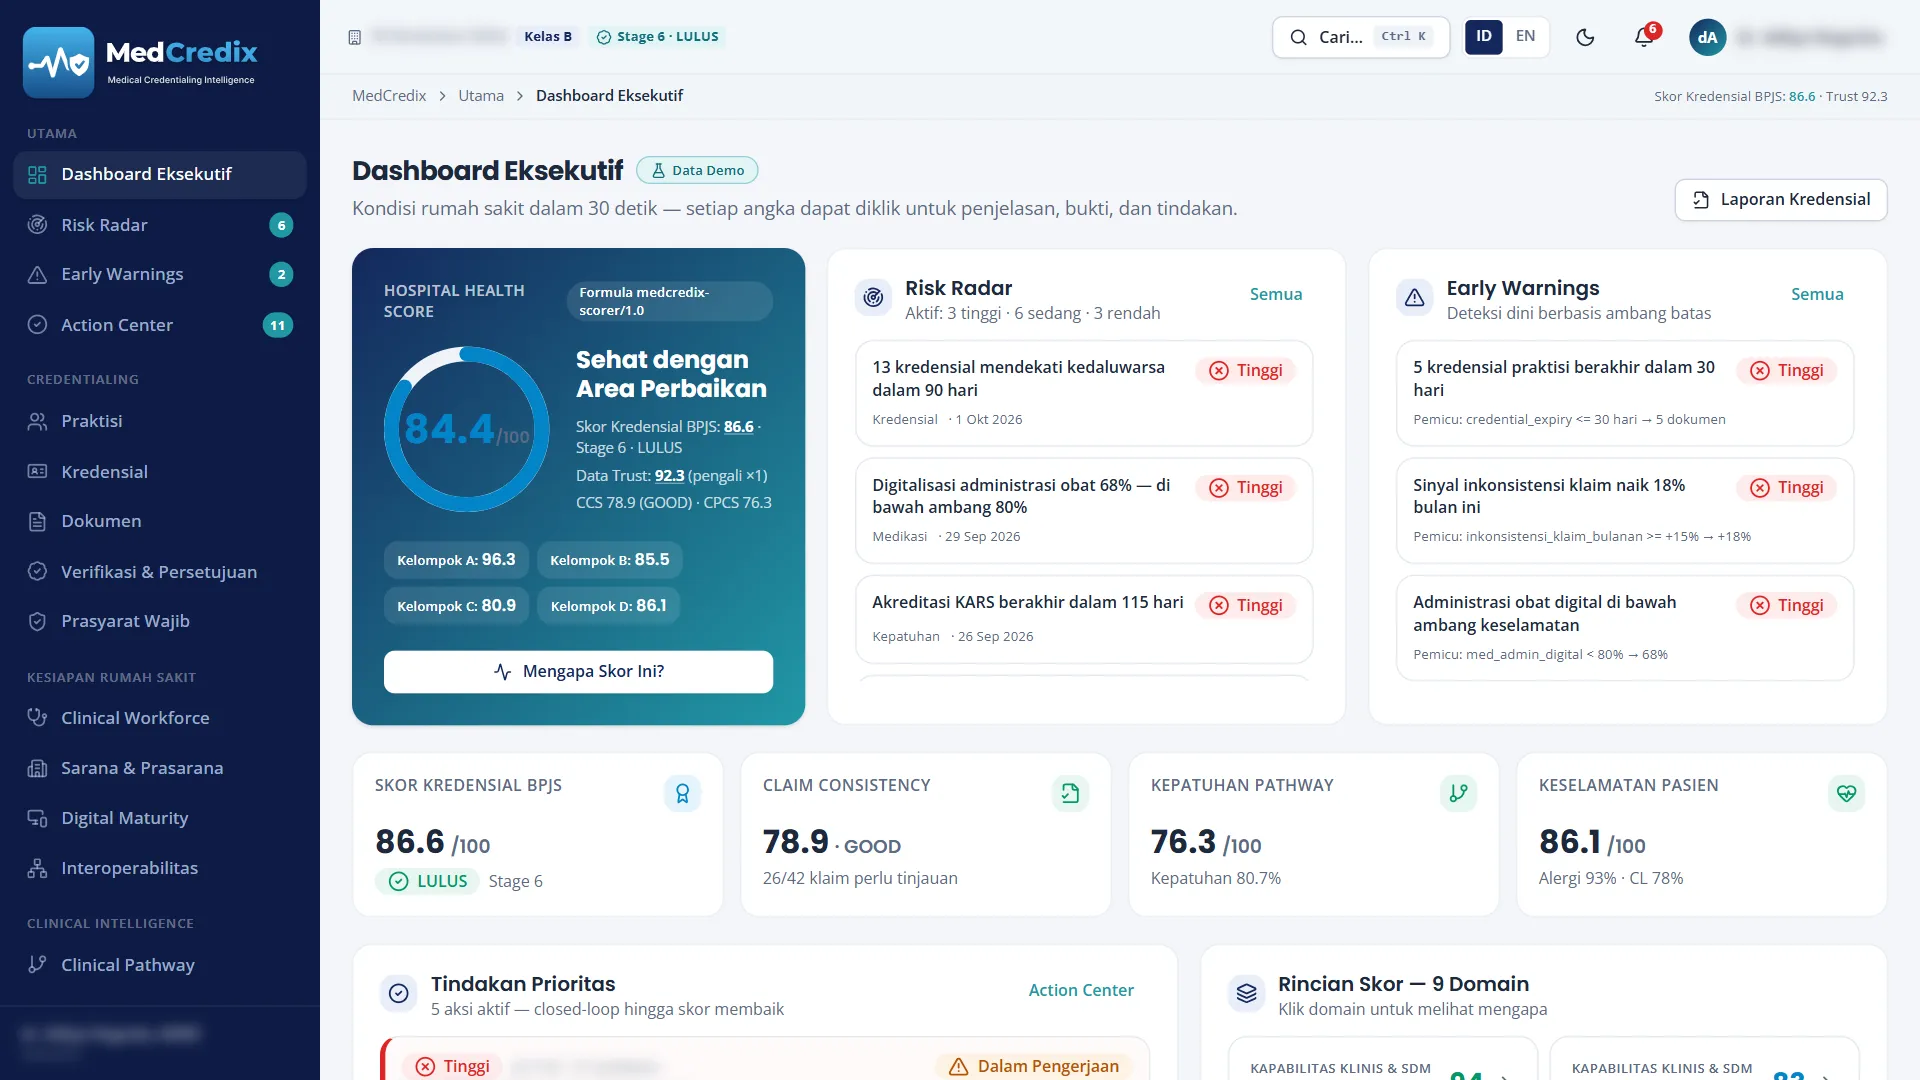 MedCredix
Medical Credentialing Intelligence
UTAMA
Dashboard Eksekutif
Risk Radar 6
Early Warnings 2
Action Center 11
CREDENTIALING
Praktisi
Kredensial
Dokumen
Verifikasi & Persetujuan
Prasyarat Wajib
KESIAPAN RUMAH SAKIT
Clinical Workforce
Sarana & Prasarana
Digital Maturity
Interoperabilitas
CLINICAL INTELLIGENCE
Clinical Pathway
Kelas B Stage 6 · LULUS
Cari... Ctrl K ID EN 6 dA
MedCredix > Utama > Dashboard Eksekutif
Skor Kredensial BPJS: 86.6 · Trust 92.3
Dashboard Eksekutif Data Demo
Kondisi rumah sakit dalam 30 detik — setiap angka dapat diklik untuk penjelasan, bukti, dan tindakan.
Laporan Kredensial
HOSPITAL HEALTH
SCORE
Formula medcredix-
scorer/1.0
84.4/100
Sehat dengan
Area Perbaikan
Skor Kredensial BPJS: 86.6 ·
Stage 6 · LULUS
Data Trust: 92.3 (pengali ×1)
CCS 78.9 (GOOD) · CPCS 76.3
Kelompok A: 96.3 Kelompok B: 85.5
Kelompok C: 80.9 Kelompok D: 86.1
Mengapa Skor Ini?
Risk Radar
Aktif: 3 tinggi · 6 sedang · 3 rendah
Semua
13 kredensial mendekati kedaluwarsa
dalam 90 hari
Tinggi
Kredensial · 1 Okt 2026
Digitalisasi administrasi obat 68% — di
bawah ambang 80%
Tinggi
Medikasi · 29 Sep 2026
Akreditasi KARS berakhir dalam 115 hari
Tinggi
Kepatuhan · 26 Sep 2026
Early Warnings
Deteksi dini berbasis ambang batas
Semua
5 kredensial praktisi berakhir dalam 30
hari
Tinggi
Pemicu: credential_expiry <= 30 hari → 5 dokumen
Sinyal inkonsistensi klaim naik 18%
bulan ini
Tinggi
Pemicu: inkonsistensi_klaim_bulanan >= +15% → +18%
Administrasi obat digital di bawah
ambang keselamatan
Tinggi
Pemicu: med_admin_digital < 80% → 68%
SKOR KREDENSIAL BPJS
86.6 /100
LULUS Stage 6
CLAIM CONSISTENCY
78.9 · GOOD
26/42 klaim perlu tinjauan
KEPATUHAN PATHWAY
76.3 /100
Kepatuhan 80.7%
KESELAMATAN PASIEN
86.1 /100
Alergi 93% · CL 78%
Tindakan Prioritas
5 aksi aktif — closed-loop hingga skor membaik
Action Center
Tinggi
Dalam Pengerjaan
Rincian Skor — 9 Domain
Klik domain untuk melihat mengapa
KAPABILITAS KLINIS & SDM
KAPABILITAS KLINIS & SDM